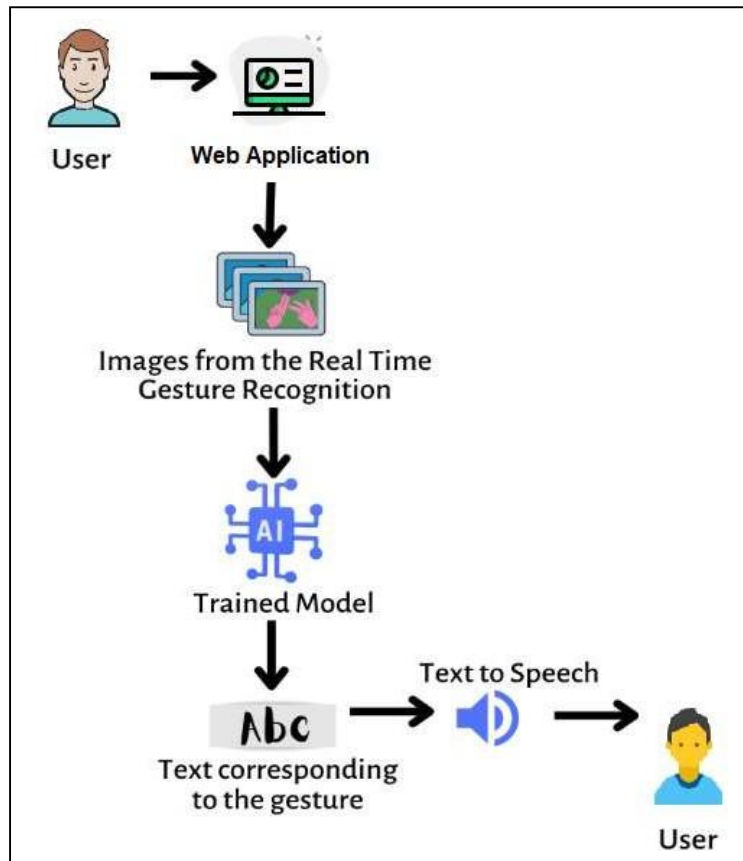 User
Web Application
Images from the Real Time
Gesture Recognition
AI
Trained Model
Text to Speech
Abc
Text corresponding
to the gesture
User